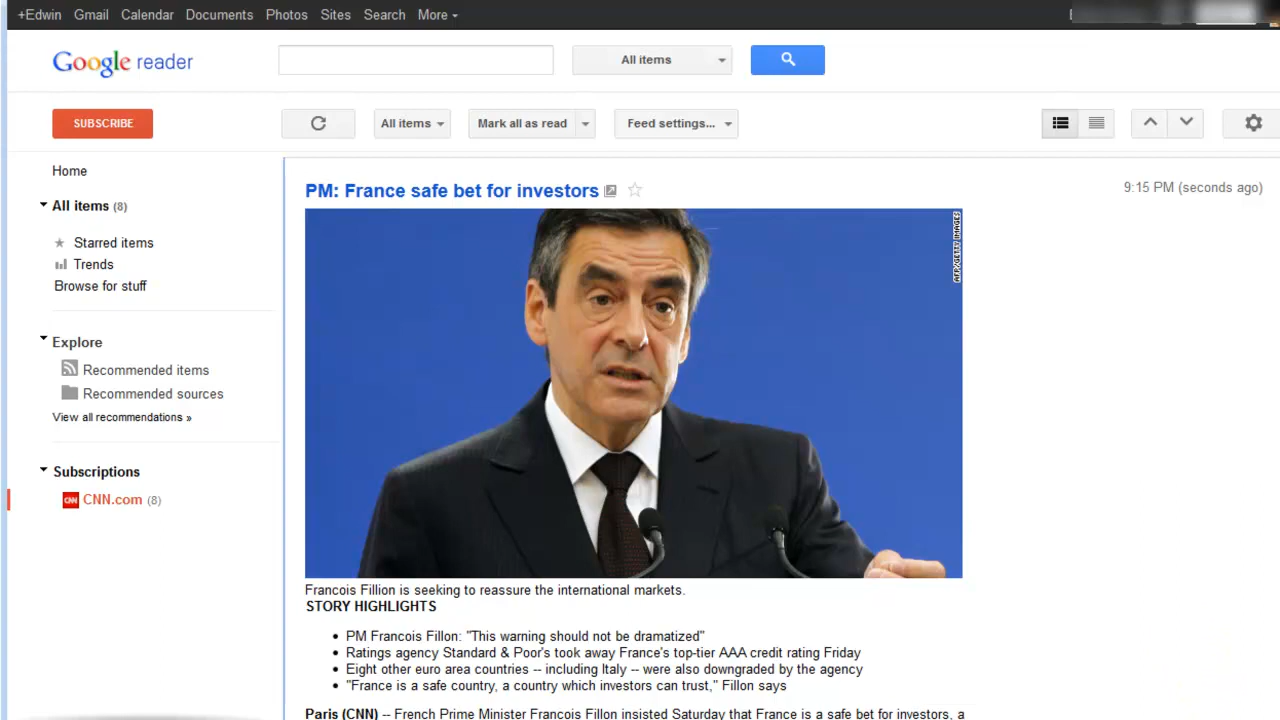 +Edwin Gmail Calendar Documents Photos Sites Search More
Google reader
All items
SUBSCRIBE
All items
Mark all as read
Feed settings...
Home
All items (8)
Starred items
Trends
Browse for stuff
Explore
Recommended items
Recommended sources
View all recommendations »
Subscriptions
CNN CNN.com (8)
PM: France safe bet for investors
9:15 PM (seconds ago)
AFP/GETTY IMAGES
Francois Fillion is seeking to reassure the international markets.
STORY HIGHLIGHTS
• PM Francois Fillon: "This warning should not be dramatized"
• Ratings agency Standard & Poor's took away France's top-tier AAA credit rating Friday
• Eight other euro area countries -- including Italy -- were also downgraded by the agency
• "France is a safe country, a country which investors can trust," Fillon says
Paris (CNN) -- French Prime Minister Francois Fillon insisted Saturday that France is a safe bet for investors, a